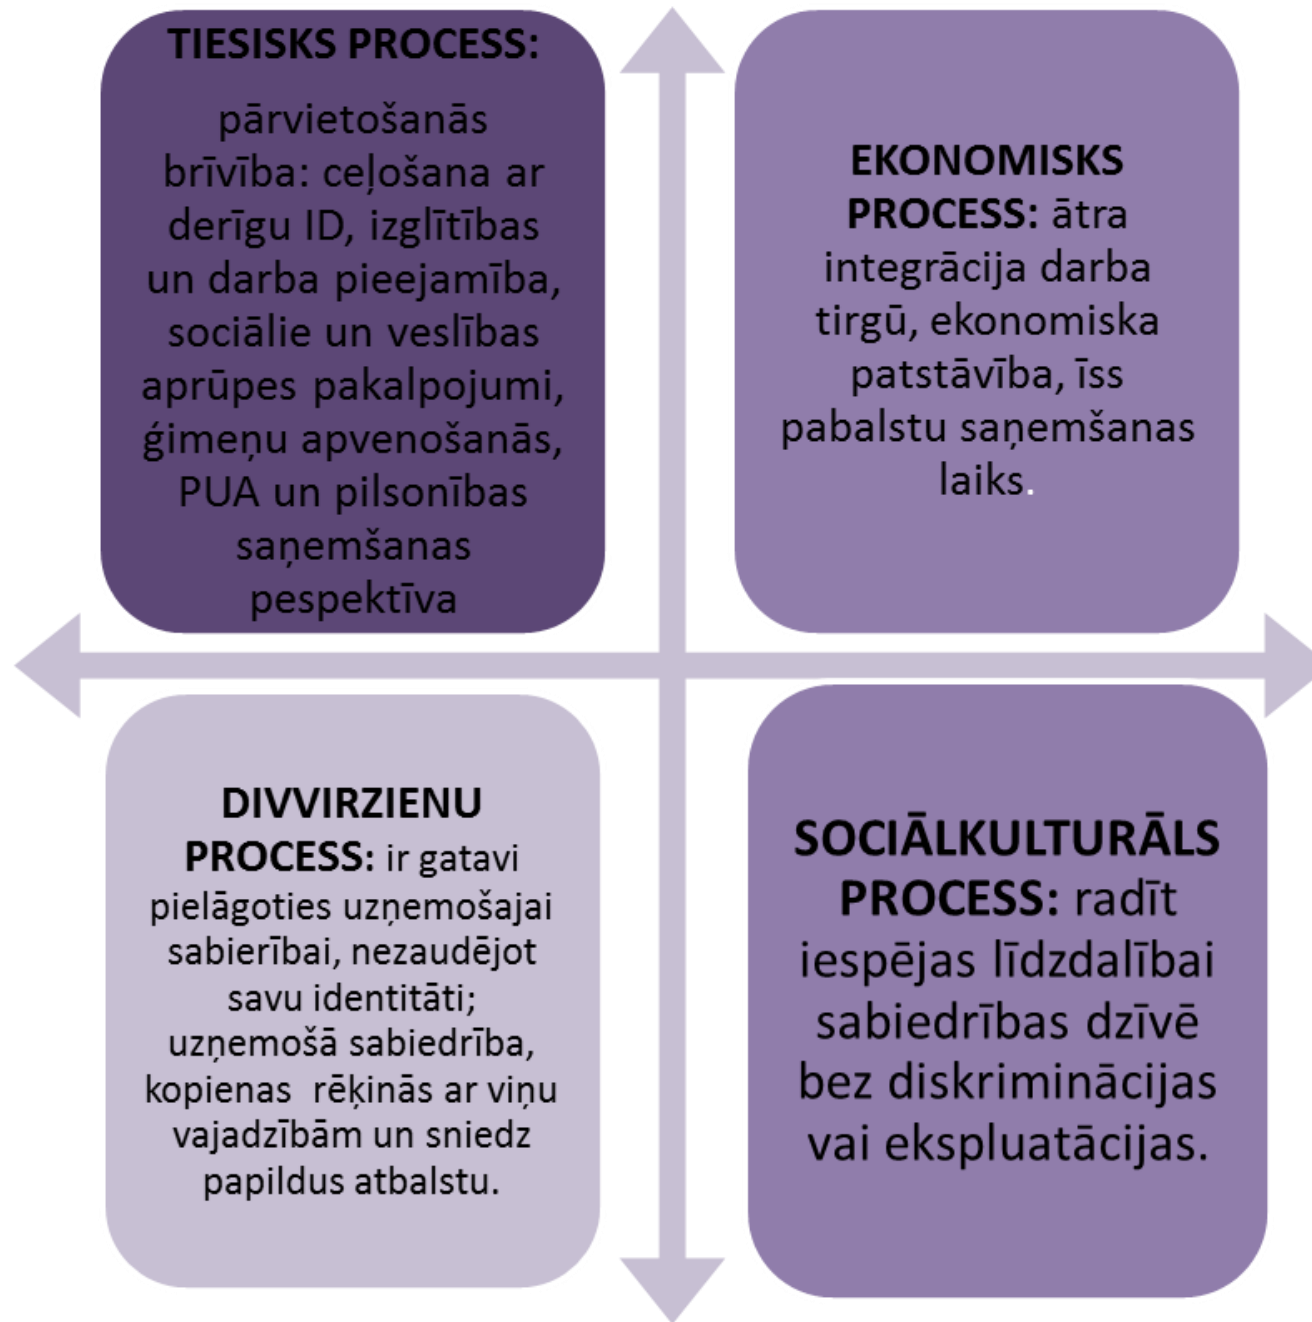 TIESISKS PROCESS:
pārvietošanās
brīvība: ceļošana ar
derīgu ID, izglītības
un darba pieejamība,
sociālie un veslības
aprūpes pakalpojumi,
ģimeņu apvenošanās,
PUA un pilsonības
saņemšanas
pespektīva
EKONOMISKS
PROCESS: ātra
integrācija darba
tirgū, ekonomiska
patstāvība, īss
pabalstu saņemšanas
laiks.
DIVVIRZIENU
PROCESS: ir gatavi
pielāgoties uzņemošajai
sabierībai, nezaudējot
savu identitāti;
uzņemošā sabiedrība,
kopienas rēķinās ar viņu
vajadzībām un sniedz
papildus atbalstu.
SOCIĀLKULTURĀLS
PROCESS: radīt
iespējas līdzdalībai
sabiedrības dzīvē
bez diskriminācijas
vai ekspluatācijas.